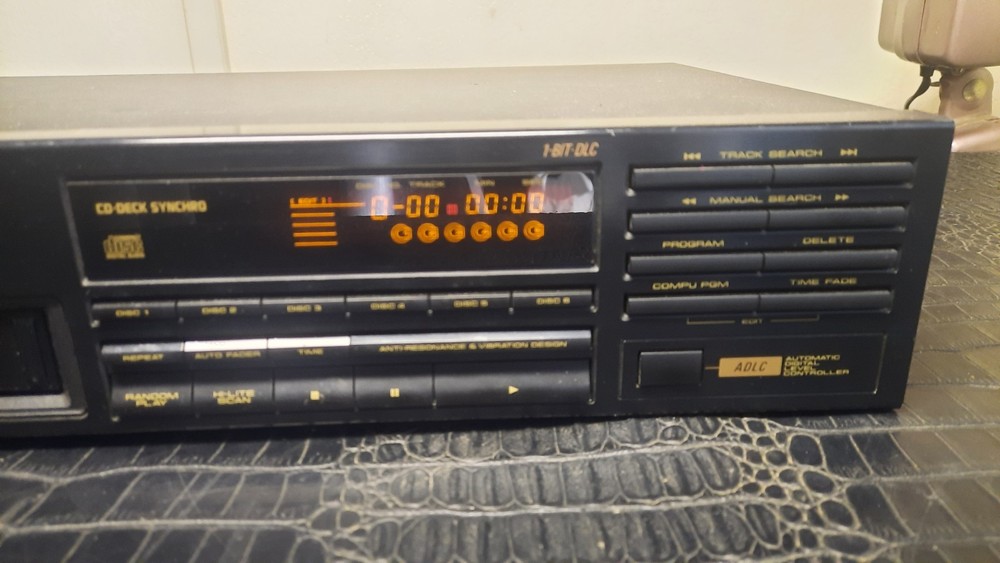 1-BIT·DLC
CD-DECK SYNCHRO
TRACK
0-00 00:00
disc
DISC 1 DISC 2 DISC 3 DISC 4 DISC 5 DISC 6
REPEAT AUTO FADER TIME ANTI-RESONANCE & VIBRATION DESIGN
RANDOM PLAY
HI-LITE SCAN
TRACK SEARCH
MANUAL SEARCH
PROGRAM DELETE
COMPU PGM TIME FADE
EDIT
ADLC
AUTOMATIC
DIGITAL
LEVEL
CONTROLLER